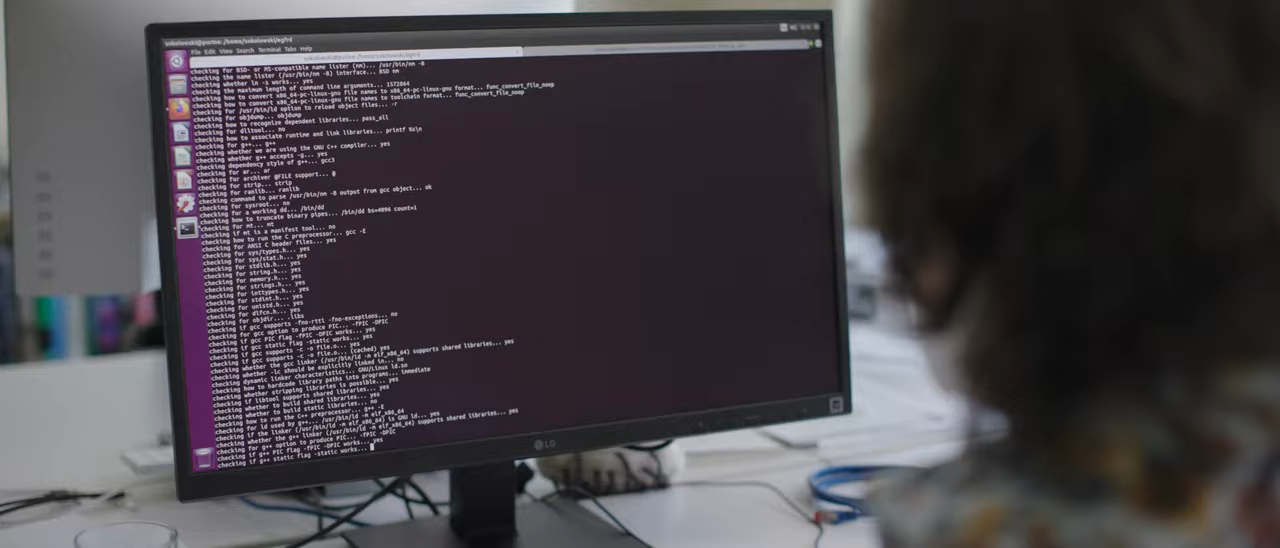 sokolowski@purine: /home/sokolowski/egfrd
File Edit View Search Terminal Tabs Help
sokolowski@purine: /home/sokolowski/egfrd
checking for BSD- or MS-compatible name lister (nm)... /usr/bin/nm -B
checking the name lister (/usr/bin/nm -B) interface... BSD nm
checking whether ln -s works... yes
checking the maximum length of command line arguments... 1572864
checking how to convert x86_64-pc-linux-gnu file names to x86_64-pc-linux-gnu format... func_convert_file_noop
checking how to convert x86_64-pc-linux-gnu file names to toolchain format... func_convert_file_noop
checking for /usr/bin/ld option to reload object files... -r
checking for objdump... objdump
checking how to recognize dependent libraries... pass_all
checking for dlltool... no
checking how to associate runtime and link libraries... printf %s\n
checking for g++... g++
checking whether we are using the GNU C++ compiler... yes
checking whether g++ accepts -g... yes
checking dependency style of g++... gcc3
checking for ar... ar
checking for archiver @FILE support... @
checking for strip... strip
checking for ranlib... ranlib
checking command to parse /usr/bin/nm -B output from gcc object... ok
checking for sysroot... no
checking for a working dd... /bin/dd
checking how to truncate binary pipes... /bin/dd bs=4096 count=1
checking for mt... mt
checking if mt is a manifest tool... no
checking how to run the C preprocessor... gcc -E
checking for ANSI C header files... yes
checking for sys/types.h... yes
checking for sys/stat.h... yes
checking for stdlib.h... yes
checking for string.h... yes
checking for memory.h... yes
checking for strings.h... yes
checking for inttypes.h... yes
checking for stdint.h... yes
checking for unistd.h... yes
checking for dlfcn.h... yes
checking for objdir... .libs
checking if gcc supports -fno-rtti -fno-exceptions... no
checking for gcc option to produce PIC... -fPIC -DPIC
checking if gcc PIC flag -fPIC -DPIC works... yes
checking if gcc static flag -static works... yes
checking if gcc supports -c -o file.o... yes
checking if gcc supports -c -o file.o... (cached) yes
checking whether the gcc linker (/usr/bin/ld -m elf_x86_64) supports shared libraries... yes
checking whether -lc should be explicitly linked in... no
checking dynamic linker characteristics... GNU/Linux ld.so
checking how to hardcode library paths into programs... immediate
checking whether stripping libraries is possible... yes
checking if libtool supports shared libraries... yes
checking whether to build shared libraries... yes
checking whether to build static libraries... no
checking how to run the C++ preprocessor... g++ -E
checking for ld used by g++... /usr/bin/ld -m elf_x86_64
checking if the linker (/usr/bin/ld -m elf_x86_64) is GNU ld... yes
checking whether the g++ linker (/usr/bin/ld -m elf_x86_64) supports shared libraries... yes
checking for g++ option to produce PIC... -fPIC -DPIC
checking if g++ PIC flag -fPIC -DPIC works... yes
checking if g++ static flag -static works...
LG